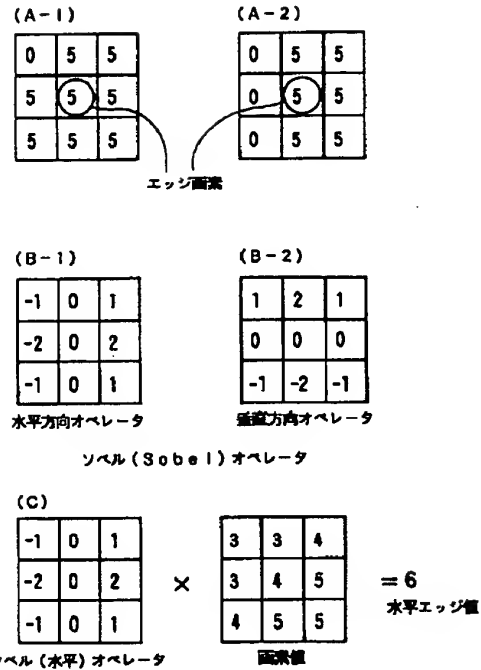 (A-1) (A-2)
0 5 5 0 5 5
5 5 5 0 5 5
5 5 5 0 5 5
エッジ画素
(B-1) (B-2)
-1 0 1 1 2 1
-2 0 2 0 0 0
-1 0 1 -1 -2 -1
水平方向オペレータ 垂直方向オペレータ
ソベル(Sobel)オペレータ
(C)
-1 0 1 3 3 4
-2 0 2 × 3 4 5 =6
-1 0 1 4 5 5
水平エッジ値
ソベル(水平)オペレータ 画素値